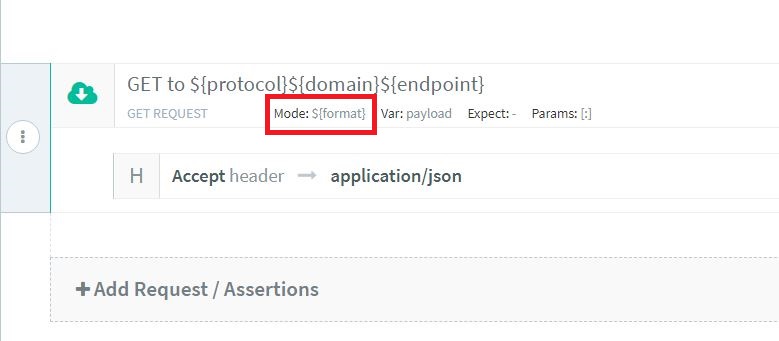 GET to ${protocol}${domain}${endpoint}
GET REQUEST Mode: ${format} Var: payload Expect: - Params: [:]
H Accept header → application/json
+ Add Request / Assertions